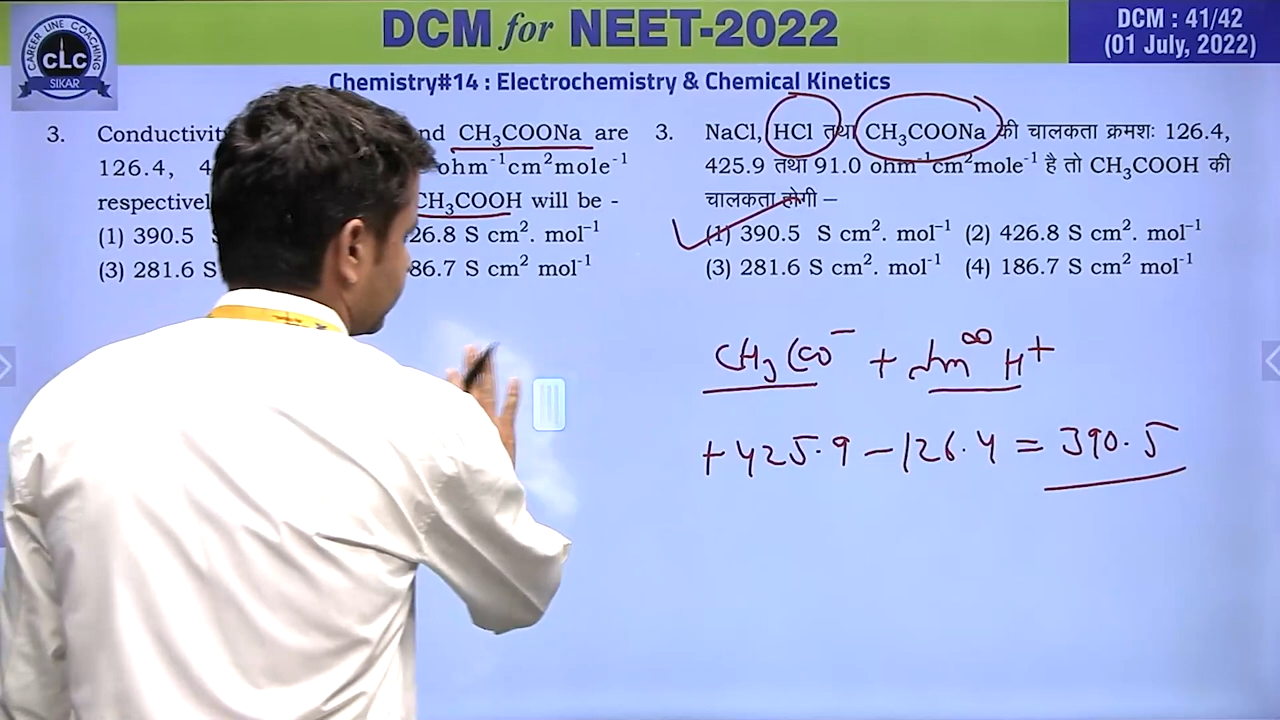 DCM for NEET-2022
DCM : 41/42
(01 July, 2022)
CAREER LINE COACHING
CLC
SIKAR
Chemistry#14 : Electrochemistry & Chemical Kinetics
3. Conductivit nd CH₃COONa are
126.4, 4 ohm⁻¹cm²mole⁻¹
respectivel CH₃COOH will be -
(1) 390.5 S 26.8 S cm². mol⁻¹
(3) 281.6 S 86.7 S cm² mol⁻¹
3. NaCl, HCl तथा CH₃COONa की चालकता क्रमशः 126.4,
425.9 तथा 91.0 ohm⁻¹cm²mole⁻¹ है तो CH₃COOH की
चालकता होगी –
(1) 390.5 S cm². mol⁻¹ (2) 426.8 S cm². mol⁻¹
(3) 281.6 S cm². mol⁻¹ (4) 186.7 S cm² mol⁻¹
CH₃COO⁻ + λm^∞ H⁺
+ 425.9 – 126.4 = 390.5